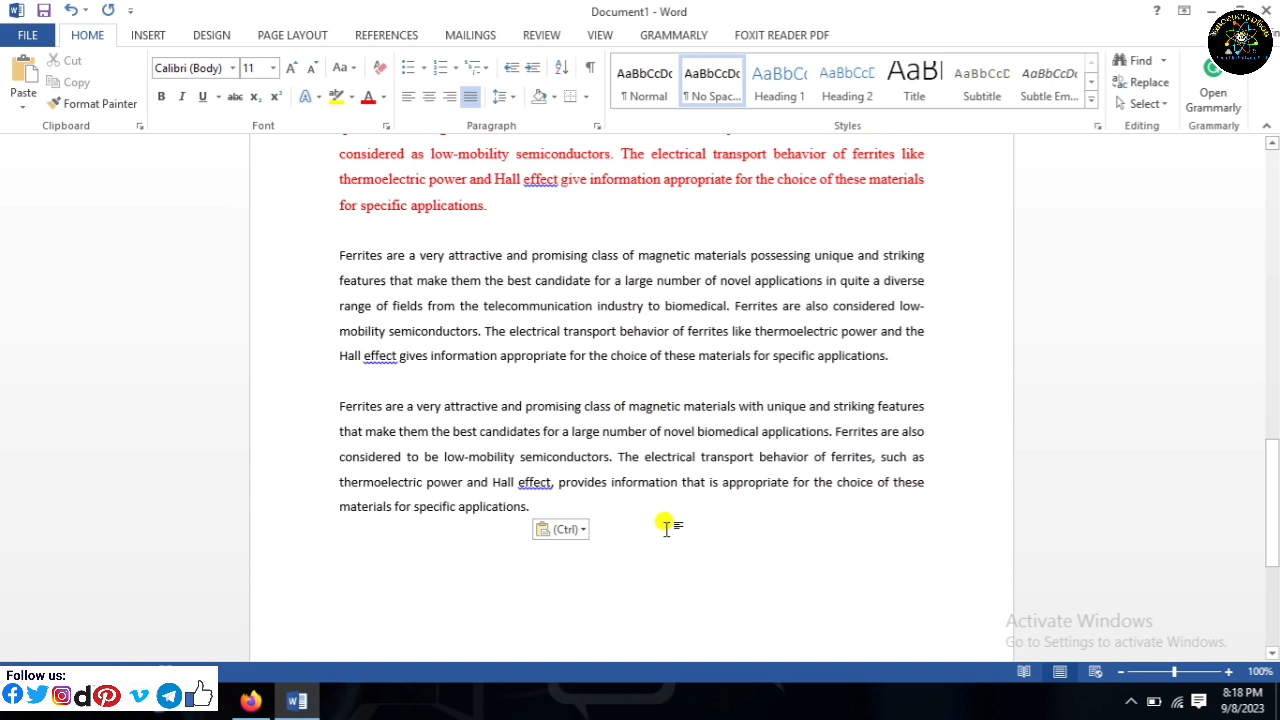 Document1 - Word
FILE HOME INSERT DESIGN PAGE LAYOUT REFERENCES MAILINGS REVIEW VIEW GRAMMARLY FOXIT READER PDF
Paste
Cut
Copy
Format Painter
Clipboard
Calibri (Body) 11
Font
Paragraph
AaBbCcDc AaBbCcDc AaBbCc AaBbCcD AaBI AaBbCcD AaBbCcDc
¶ Normal ¶ No Spac... Heading 1 Heading 2 Title Subtitle Subtle Em...
Styles
Find
Replace
Select
Editing
Open
Grammarly
Grammarly
considered as low-mobility semiconductors. The electrical transport behavior of ferrites like
thermoelectric power and Hall effect give information appropriate for the choice of these materials
for specific applications.
Ferrites are a very attractive and promising class of magnetic materials possessing unique and striking
features that make them the best candidate for a large number of novel applications in quite a diverse
range of fields from the telecommunication industry to biomedical. Ferrites are also considered low-
mobility semiconductors. The electrical transport behavior of ferrites like thermoelectric power and the
Hall effect gives information appropriate for the choice of these materials for specific applications.
Ferrites are a very attractive and promising class of magnetic materials with unique and striking features
that make them the best candidates for a large number of novel biomedical applications. Ferrites are also
considered to be low-mobility semiconductors. The electrical transport behavior of ferrites, such as
thermoelectric power and Hall effect, provides information that is appropriate for the choice of these
materials for specific applications.
(Ctrl)
Activate Windows
Go to Settings to activate Windows.
100%
Follow us:
8:18 PM
9/8/2023